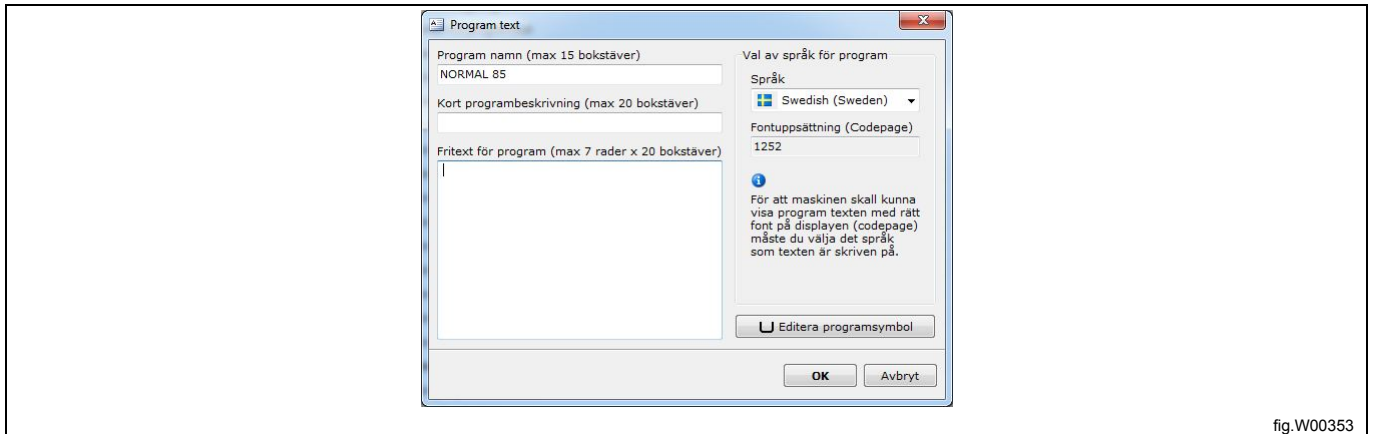 Program text
Program namn (max 15 bokstäver)
NORMAL 85
Kort programbeskrivning (max 20 bokstäver)
Fritext för program (max 7 rader x 20 bokstäver)
Val av språk för program
Språk
Swedish (Sweden)
Fontuppsättning (Codepage)
1252
För att maskinen skall kunna
visa program texten med rätt
font på displayen (codepage)
måste du välja det språk
som texten är skriven på.
Editera programsymbol
OK
Avbryt
fig.W00353